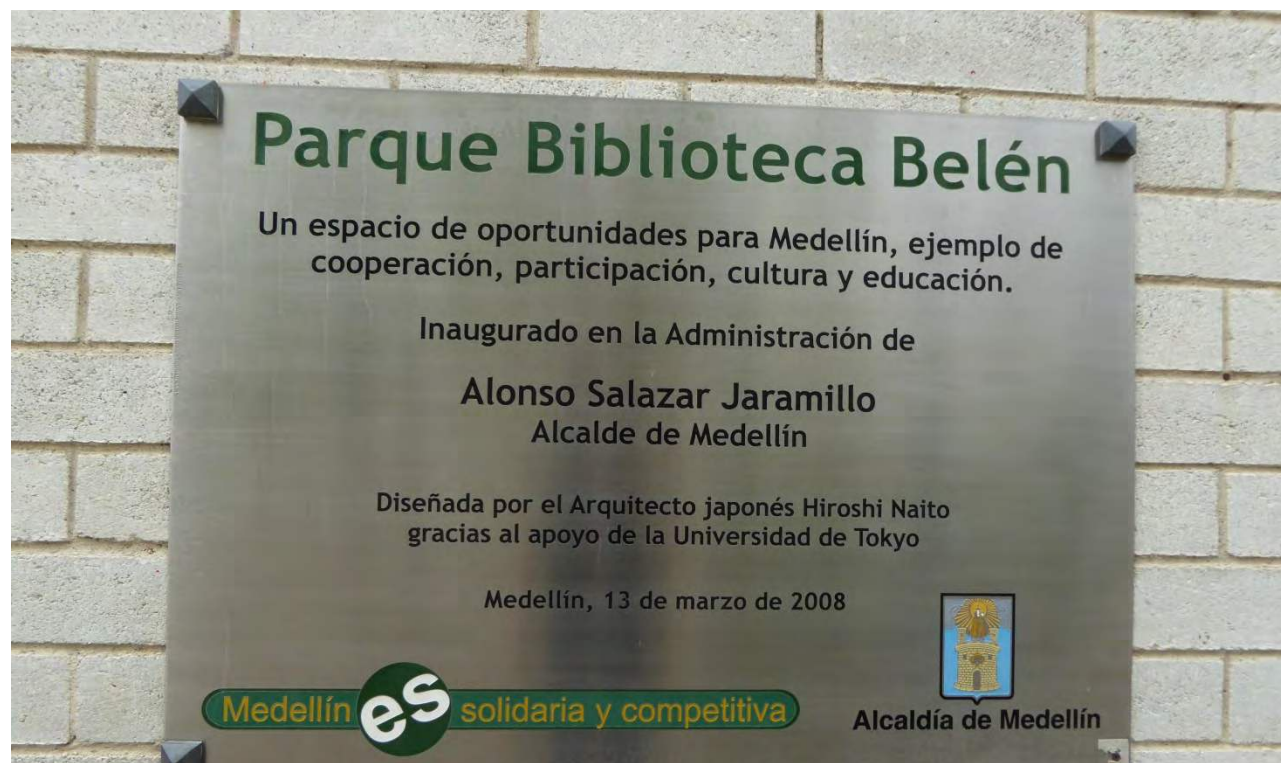 Parque Biblioteca Belén
Un espacio de oportunidades para Medellín, ejemplo de
cooperación, participación, cultura y educación.
Inaugurado en la Administración de
Alonso Salazar Jaramillo
Alcalde de Medellín
Diseñada por el Arquitecto japonés Hiroshi Naito
gracias al apoyo de la Universidad de Tokyo
Medellín, 13 de marzo de 2008
Medellín es solidaria y competitiva
Alcaldía de Medellín